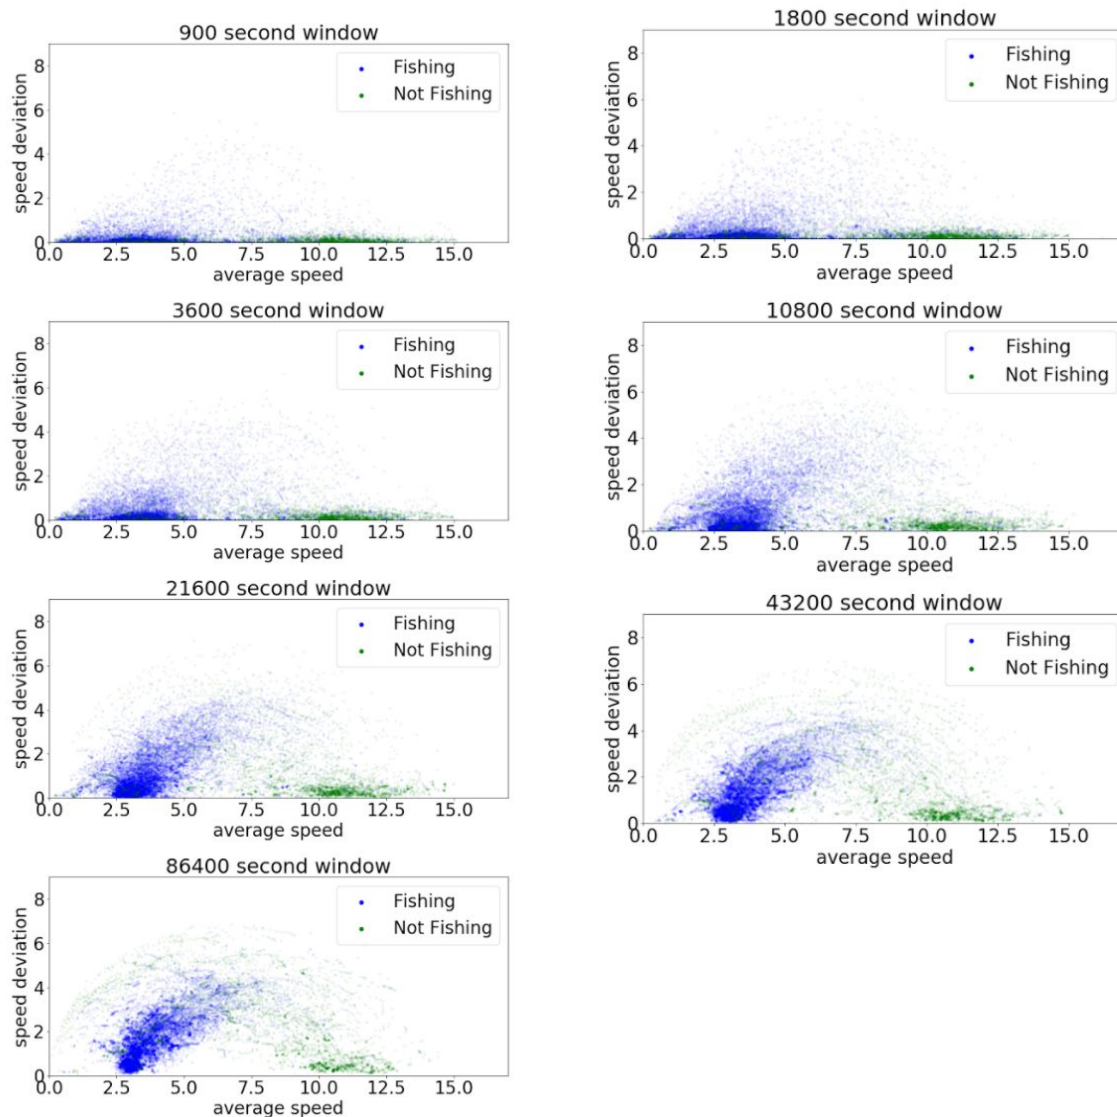 900 second window
speed deviation
8
6
4
2
0
Fishing
Not Fishing
0.0 2.5 5.0 7.5 10.0 12.5 15.0
average speed
1800 second window
speed deviation
8
6
4
2
0
Fishing
Not Fishing
0.0 2.5 5.0 7.5 10.0 12.5 15.0
average speed
3600 second window
speed deviation
8
6
4
2
0
Fishing
Not Fishing
0.0 2.5 5.0 7.5 10.0 12.5 15.0
average speed
10800 second window
speed deviation
8
6
4
2
0
Fishing
Not Fishing
0.0 2.5 5.0 7.5 10.0 12.5 15.0
average speed
21600 second window
speed deviation
8
6
4
2
0
Fishing
Not Fishing
0.0 2.5 5.0 7.5 10.0 12.5 15.0
average speed
43200 second window
speed deviation
8
6
4
2
0
Fishing
Not Fishing
0.0 2.5 5.0 7.5 10.0 12.5 15.0
average speed
86400 second window
speed deviation
8
6
4
2
0
Fishing
Not Fishing
0.0 2.5 5.0 7.5 10.0 12.5 15.0
average speed